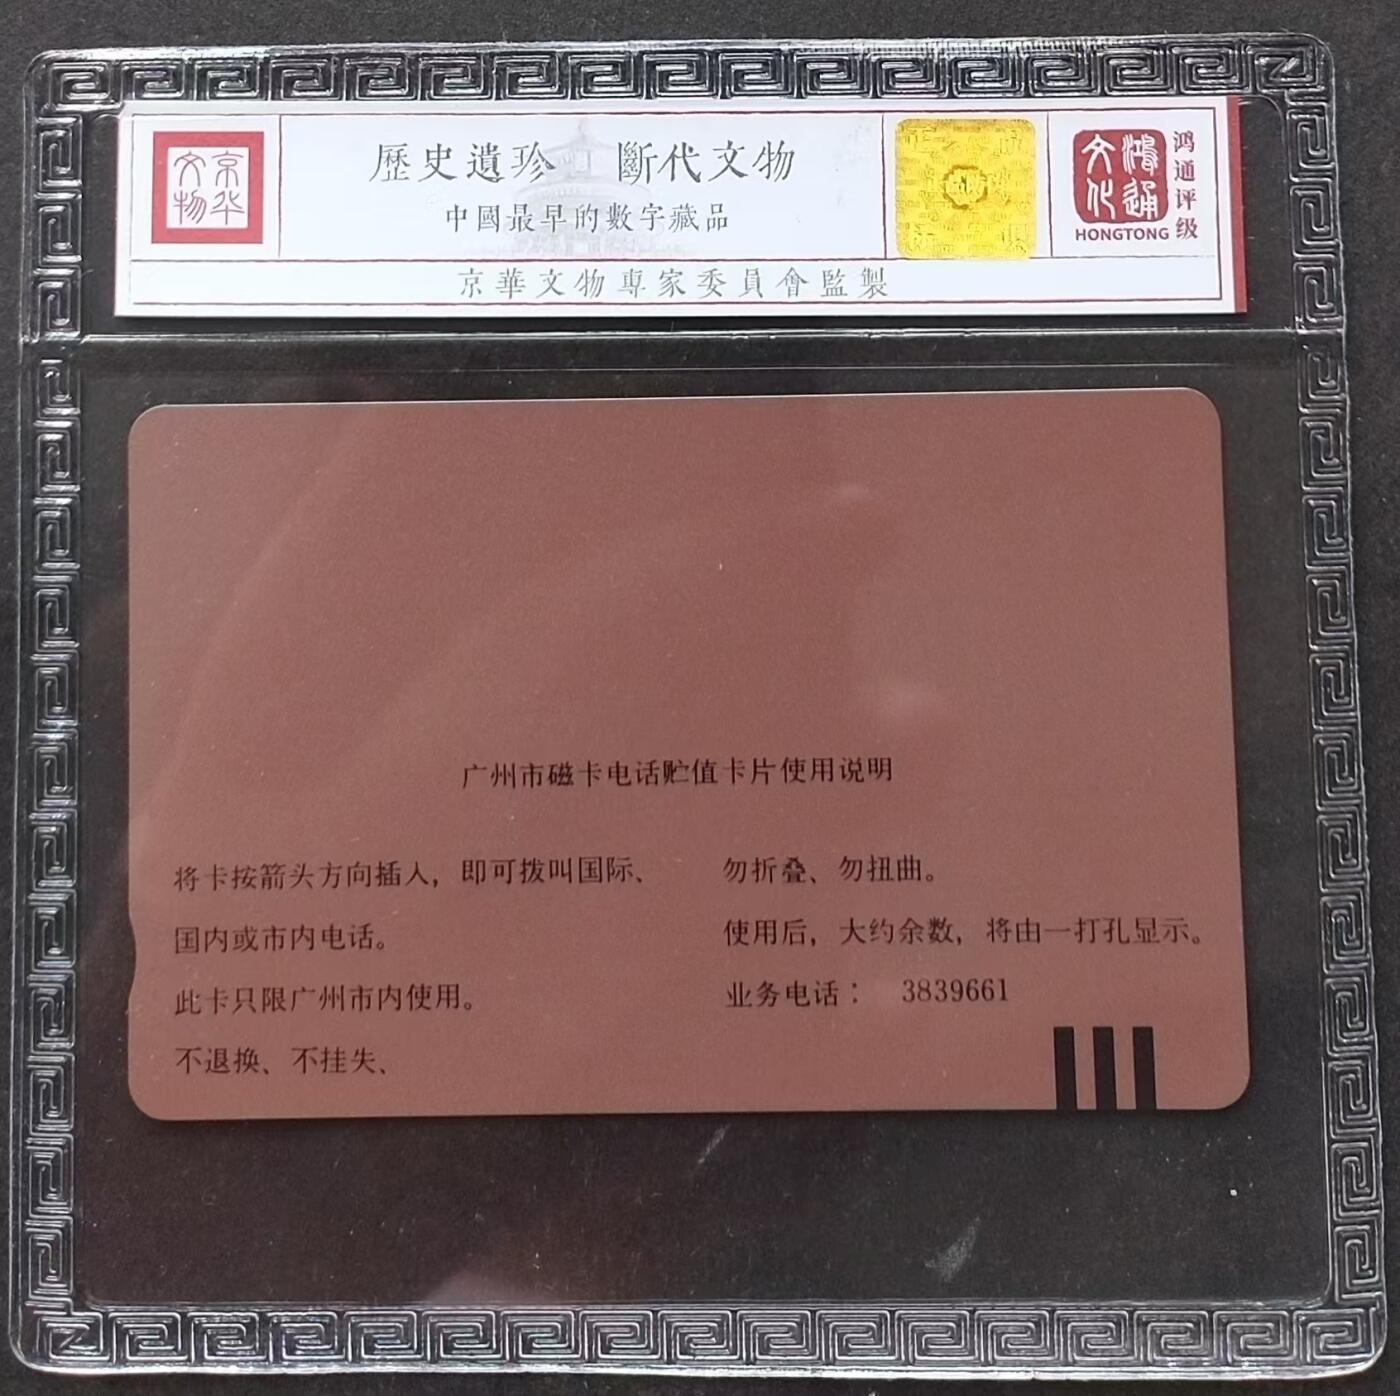 京华
文物
歷史遺珍 斷代文物
中國最早的數字藏品
京華文物專家委員會監製
鴻通
文化
HONGTONG
鸿通评级
广州市磁卡电话贮值卡片使用说明
将卡按箭头方向插入，即可拨叫国际、
国内或市内电话。
此卡只限广州市内使用。
不退换、不挂失、
勿折叠、勿扭曲。
使用后，大约余数，将由一打孔显示。
业务电话： 3839661